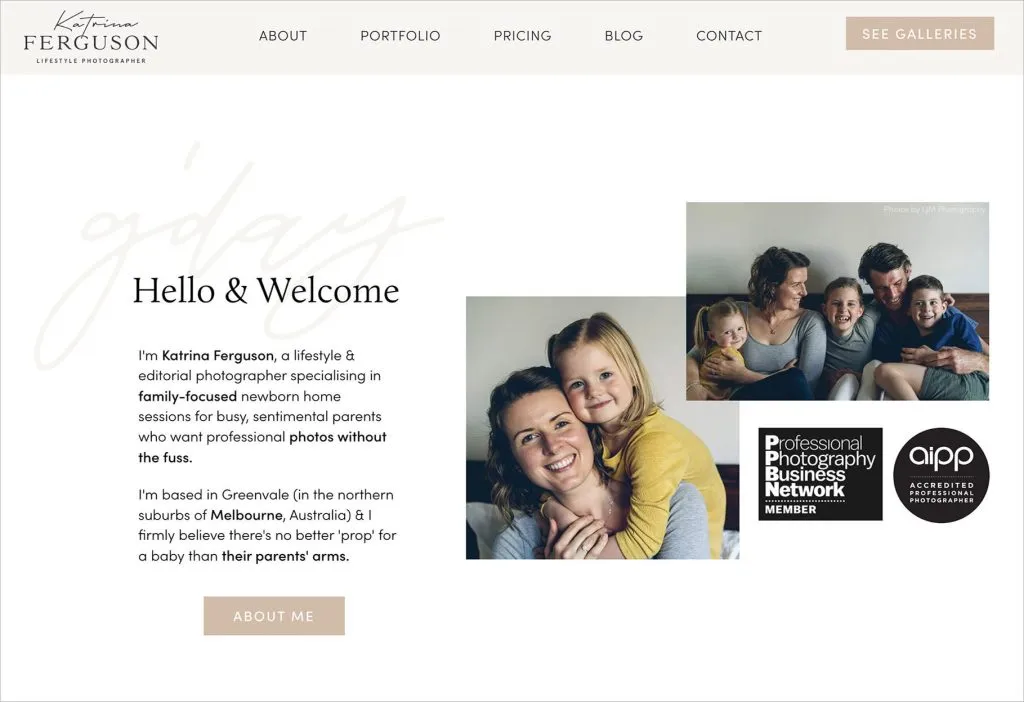 Katrina
FERGUSON
LIFESTYLE PHOTOGRAPHER
ABOUT
PORTFOLIO
PRICING
BLOG
CONTACT
SEE GALLERIES
g'day
Hello & Welcome
I'm Katrina Ferguson, a lifestyle &
editorial photographer specialising in
family-focused newborn home
sessions for busy, sentimental parents
who want professional photos without
the fuss.
I'm based in Greenvale (in the northern
suburbs of Melbourne, Australia) & I
firmly believe there's no better 'prop' for
a baby than their parents' arms.
ABOUT ME
Photos by LJM Photography
Professional
Photography
Business
Network
MEMBER
aipp
ACCREDITED
PROFESSIONAL
PHOTOGRAPHER